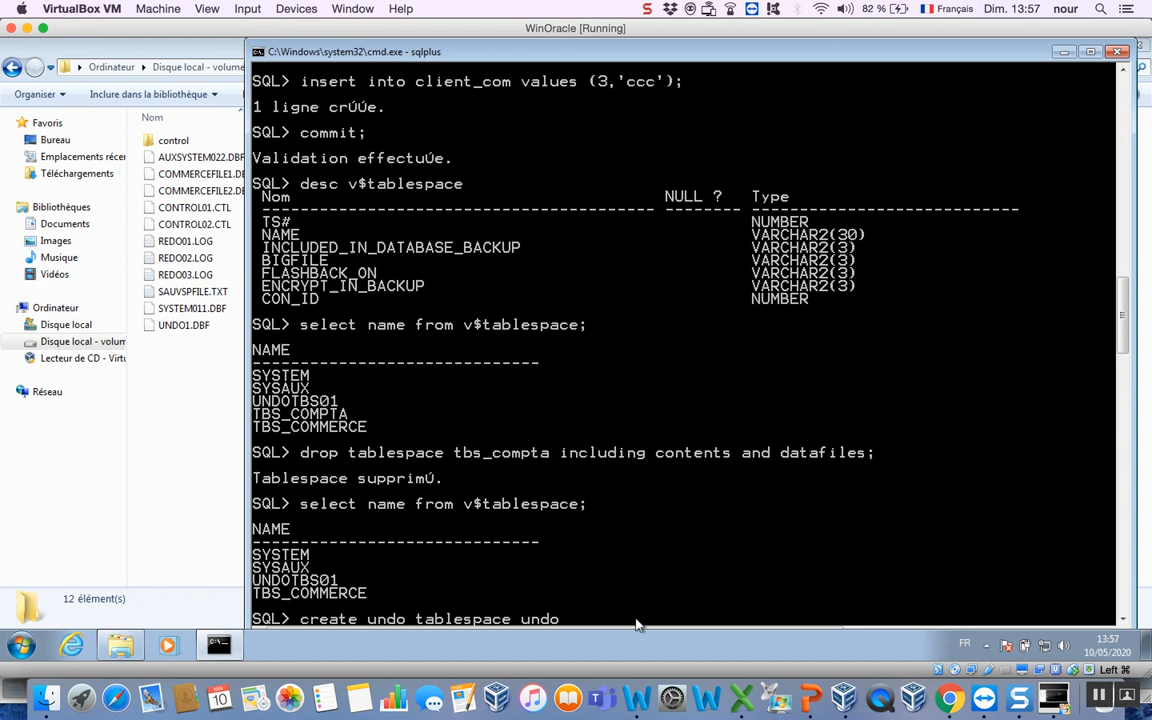 VirtualBox VM Machine View Input Devices Window Help 82 % Français Dim. 13:57 nour
WinOracle [Running]
C:\Windows\system32\cmd.exe - sqlplus
Ordinateur Disque local - volume
Organiser Inclure dans la bibliothèque
Nom
Favoris
Bureau
Emplacements récen
Téléchargements
Bibliothèques
Documents
Images
Musique
Vidéos
Ordinateur
Disque local
Disque local - volum
Lecteur de CD - Virtu
Réseau
control
AUXSYSTEM022.DBF
COMMERCEFILE1.DB
COMMERCEFILE2.DB
CONTROL01.CTL
CONTROL02.CTL
REDO01.LOG
REDO02.LOG
REDO03.LOG
SAUVSPFILE.TXT
SYSTEM011.DBF
UNDO1.DBF
12 élément(s)
SQL> insert into client_com values (3,'ccc');
1 ligne crÚÚe.
SQL> commit;
Validation effectuÚe.
SQL> desc v$tablespace
Nom NULL ? Type
----------------------------------------- -------- ----------------------------
TS# NUMBER
NAME VARCHAR2(30)
INCLUDED_IN_DATABASE_BACKUP VARCHAR2(3)
BIGFILE VARCHAR2(3)
FLASHBACK_ON VARCHAR2(3)
ENCRYPT_IN_BACKUP VARCHAR2(3)
CON_ID NUMBER
SQL> select name from v$tablespace;
NAME
------------------------------
SYSTEM
SYSAUX
UNDOTBS01
TBS_COMPTA
TBS_COMMERCE
SQL> drop tablespace tbs_compta including contents and datafiles;
Tablespace supprimÚ.
SQL> select name from v$tablespace;
NAME
------------------------------
SYSTEM
SYSAUX
UNDOTBS01
TBS_COMMERCE
SQL> create undo tablespace undo
FR 13:57
10/05/2020
Left ⌘